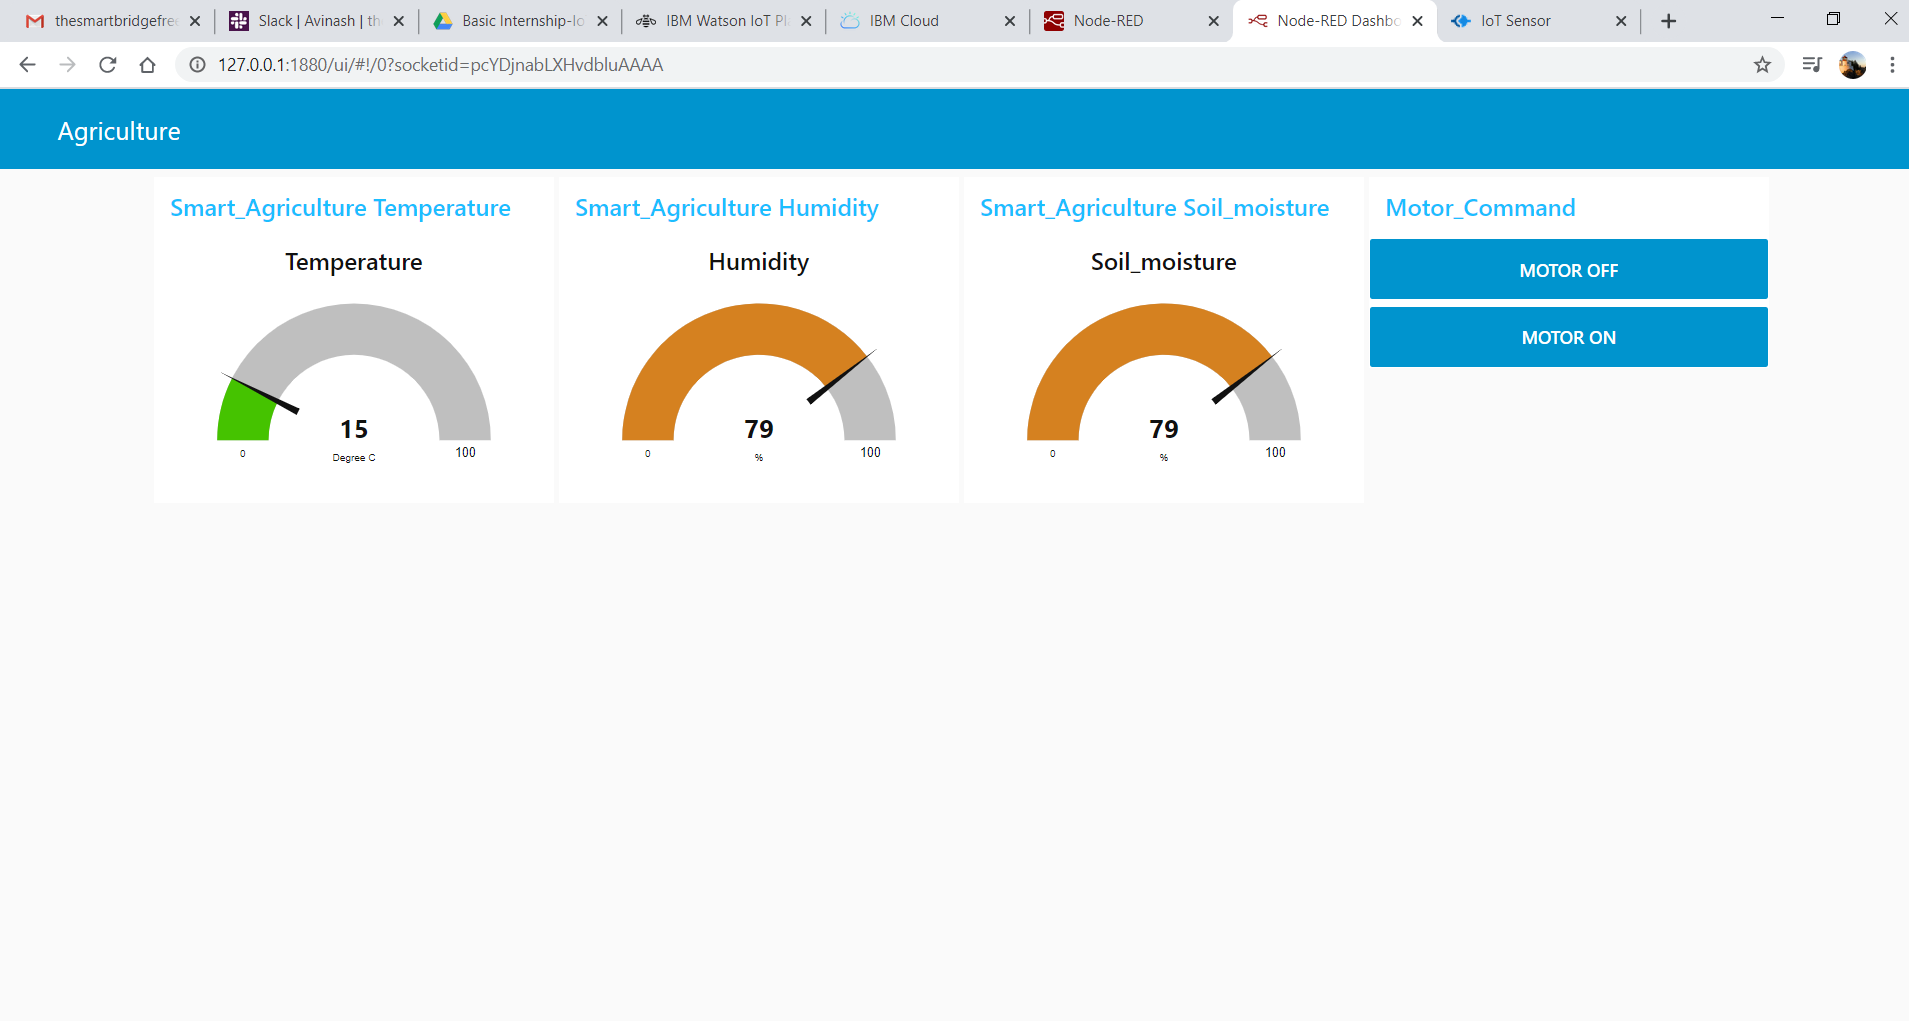 thesmartbridgefre
Slack | Avinash | th
Basic Internship-Io
IBM Watson IoT Pl
IBM Cloud
Node-RED
Node-RED Dashbo
IoT Sensor
127.0.0.1:1880/ui/#!/0?socketid=pcYDjnabLXHvdbluAAAA
Agriculture
Smart_Agriculture Temperature
Temperature
15
0
Degree C
100
Smart_Agriculture Humidity
Humidity
79
0
%
100
Smart_Agriculture Soil_moisture
Soil_moisture
79
0
%
100
Motor_Command
MOTOR OFF
MOTOR ON